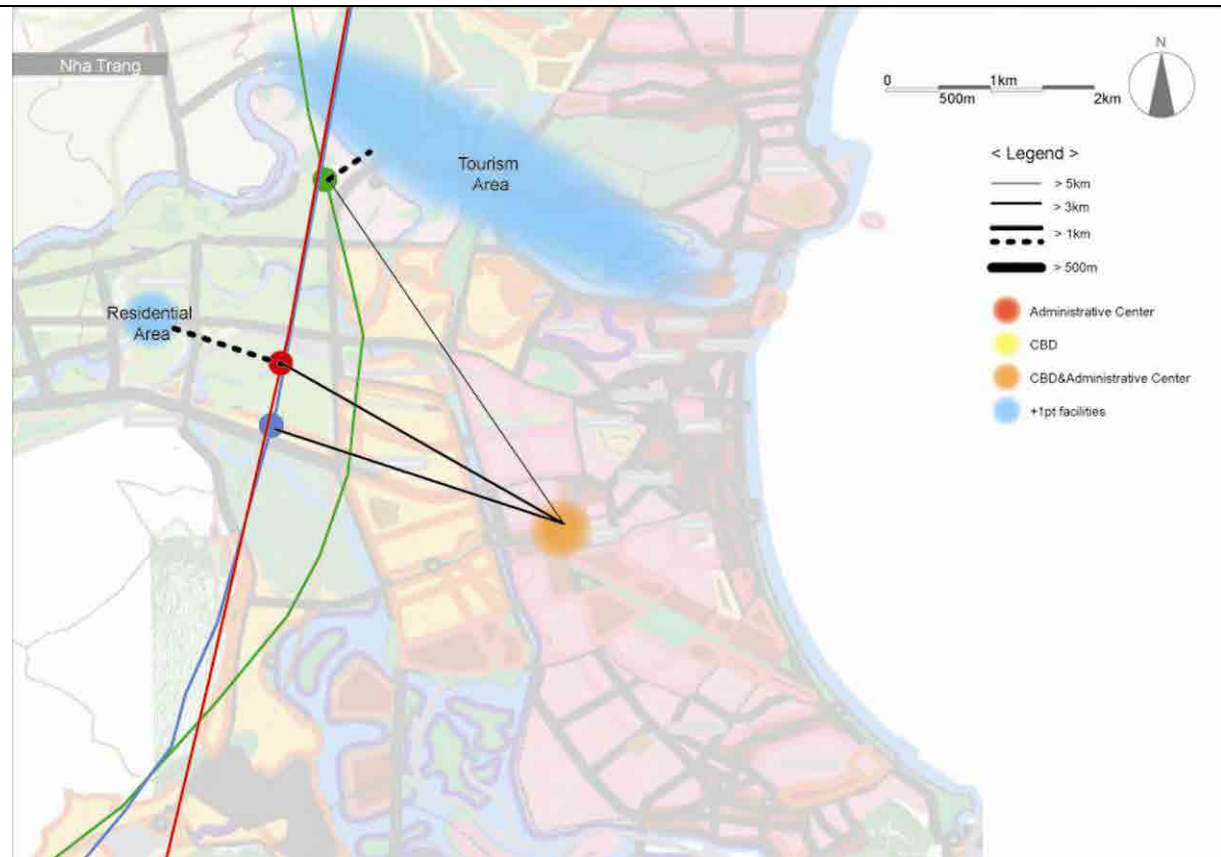 Nha Trang
N
0
1km
500m
2km
Tourism
Area
< Legend >
> 5km
> 3km
> 1km
> 500m
Residential
Area
Administrative Center
CBD
CBD&Administrative Center
+1pt facilities